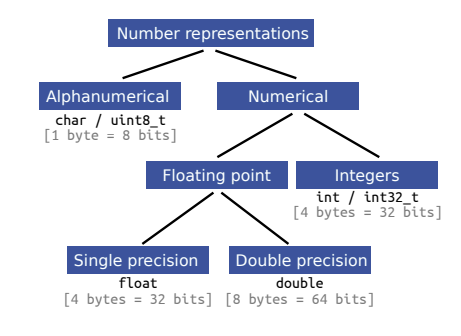 Number representations
Alphanumerical
Numerical
char / uint8_t
[1 byte = 8 bits]
Floating point
Integers
int / int32_t
[4 bytes = 32 bits]
Single precision
Double precision
float
double
[4 bytes = 32 bits]
[8 bytes = 64 bits]